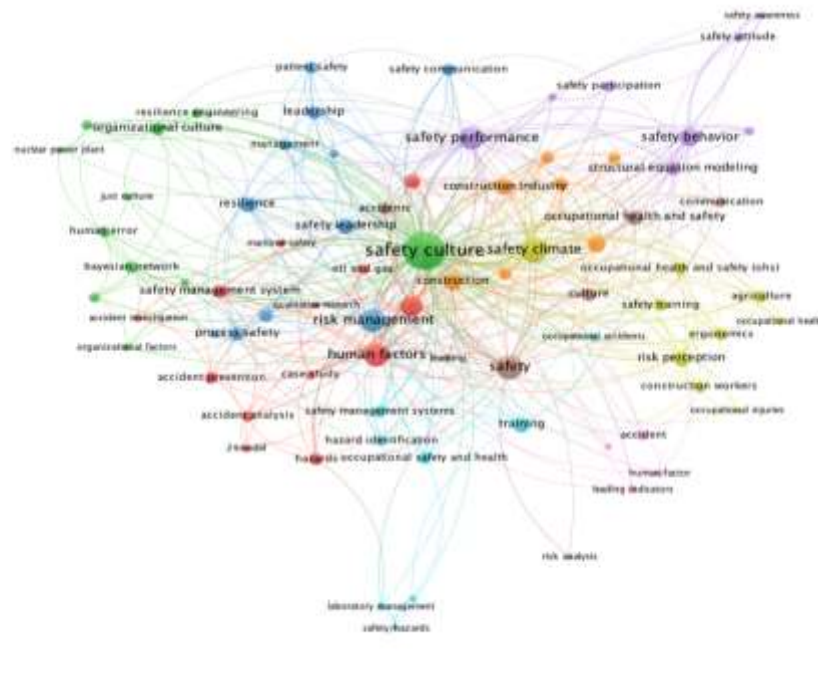 safety awareness
safety attitude
patient safety
safety communication
safety participation
resilience engineering
leadership
organizational culture
safety performance
safety behavior
nuclear power plant
management
structural equation modeling
construction industry
just culture
resilience
accidents
communication
occupational health and safety
human error
safety leadership
safety culture
safety climate
oil and gas
bayesian network
construction
occupational health and safety (ohs)
safety management system
culture
agriculture
safety training
accident investigation
risk management
process safety
occupational accidents
ergonomics
organizational factors
human factors
safety
risk perception
accident prevention
case study
construction workers
accident analysis
safety management systems
occupational injuries
training
hazard identification
accident
hazards
occupational safety and health
human factor
leading indicators
risk analysis
laboratory management
safety hazards